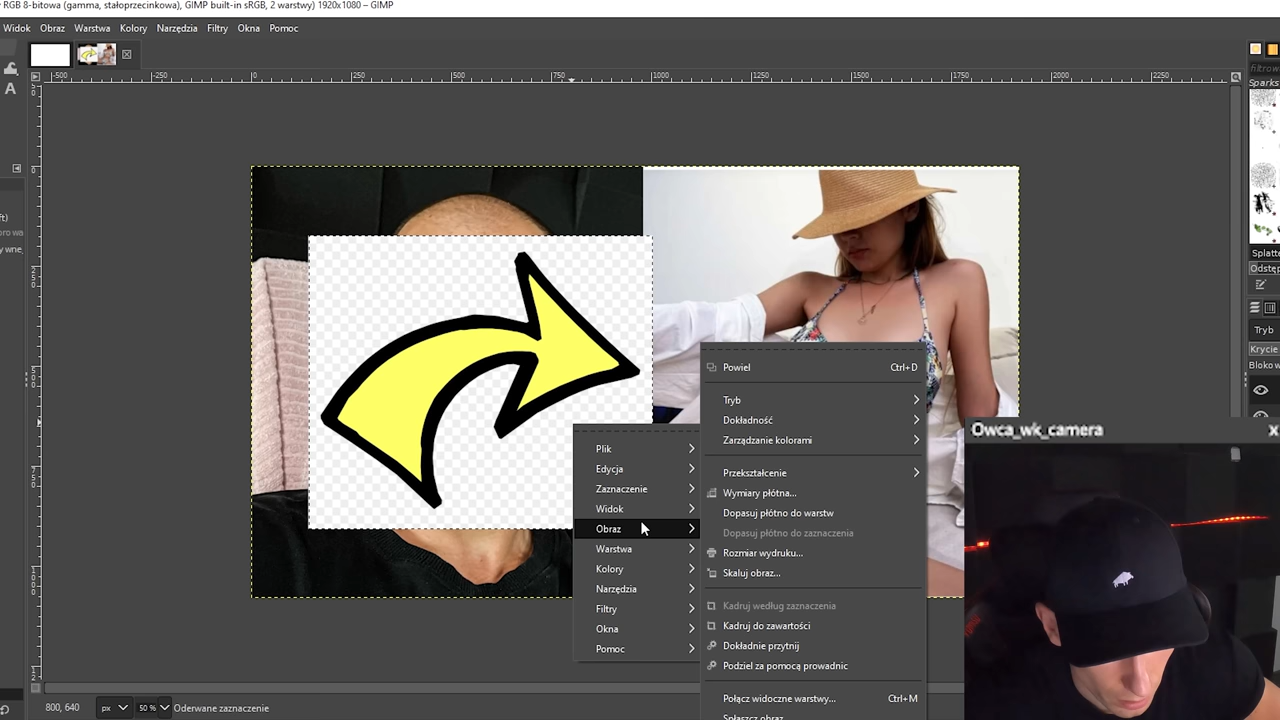 RGB 8-bitowa (gamma, stałoprzecinkowa), GIMP built-in sRGB, 2 warstwy) 1920x1080 – GIMP
Widok Obraz Warstwa Kolory Narzędzia Filtry Okna Pomoc
-500 -250 0 250 500 750 1000 1250 1500 1750 2000 2250
Sparks
Splatte
Odstęp
Tryb
Krycie
Bloko
Powiel Ctrl+D
Tryb
Dokładność
Zarządzanie kolorami
Przekształcenie
Wymiary płótna...
Dopasuj płótno do warstw
Dopasuj płótno do zaznaczenia
Rozmiar wydruku...
Skaluj obraz...
Kadruj według zaznaczenia
Kadruj do zawartości
Dokładnie przytnij
Podziel za pomocą prowadnic
Połącz widoczne warstwy... Ctrl+M
Spłaszcz obraz
Plik
Edycja
Zaznaczenie
Widok
Obraz
Warstwa
Kolory
Narzędzia
Filtry
Okna
Pomoc
Owca_wk_camera x
800, 640 px 50 % Oderwane zaznaczenie